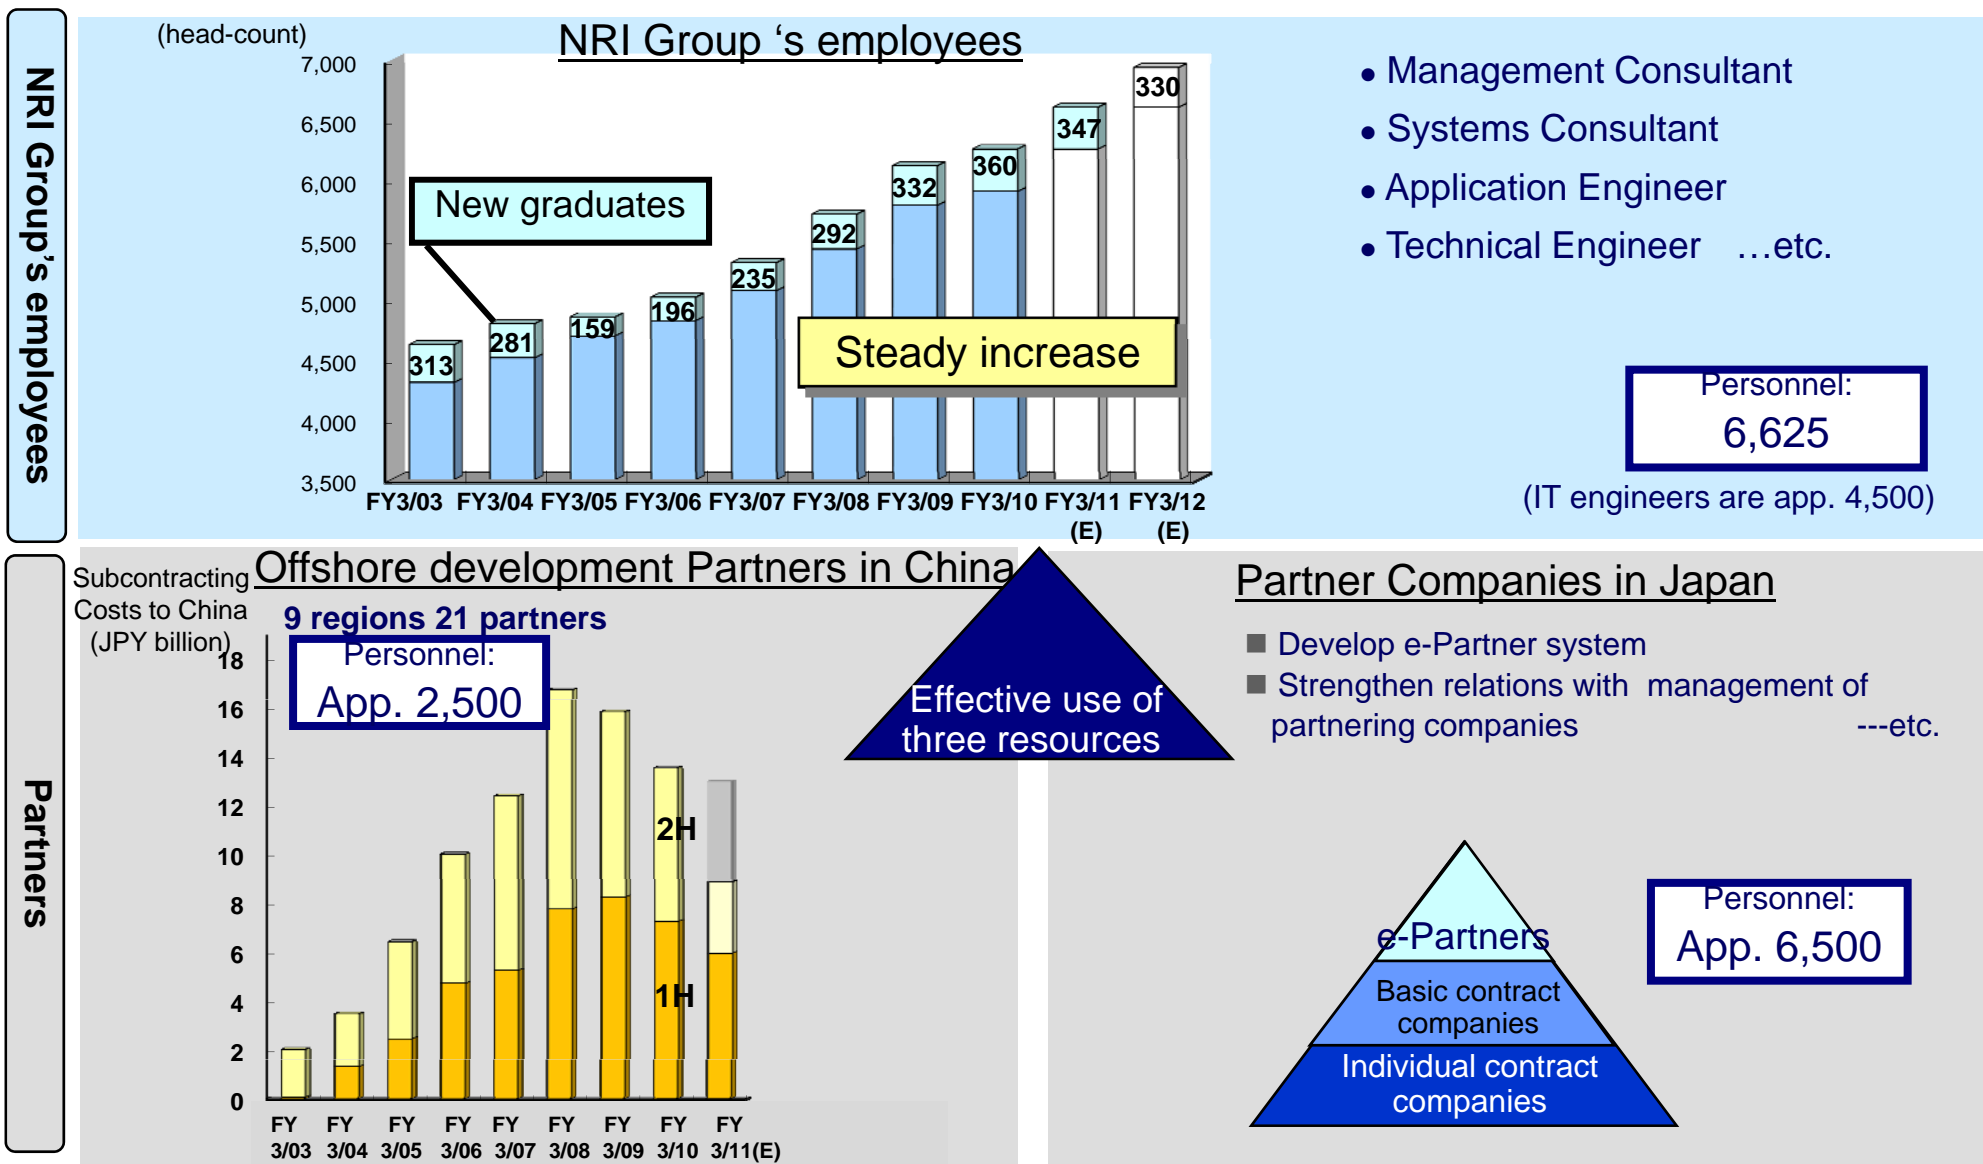 NRI Group's employees
(head-count)
NRI Group ‘s employees
7,000
6,500
6,000
5,500
5,000
4,500
4,000
3,500
New graduates
313
281
159
196
235
292
332
360
347
330
Steady increase
FY3/03 FY3/04 FY3/05 FY3/06 FY3/07 FY3/08 FY3/09 FY3/10 FY3/11 FY3/12
(E) (E)
● Management Consultant
● Systems Consultant
● Application Engineer
● Technical Engineer …etc.
Personnel:
6,625
(IT engineers are app. 4,500)
Partners
Subcontracting
Costs to China
(JPY billion)
Offshore development Partners in China
9 regions 21 partners
Personnel:
App. 2,500
18
16
14
12
10
8
6
4
2
0
2H
1H
FY FY FY FY FY FY FY FY FY
3/03 3/04 3/05 3/06 3/07 3/08 3/09 3/10 3/11(E)
Effective use of
three resources
Partner Companies in Japan
■ Develop e-Partner system
■ Strengthen relations with management of
partnering companies ---etc.
e-Partners
Basic contract
companies
Individual contract
companies
Personnel:
App. 6,500